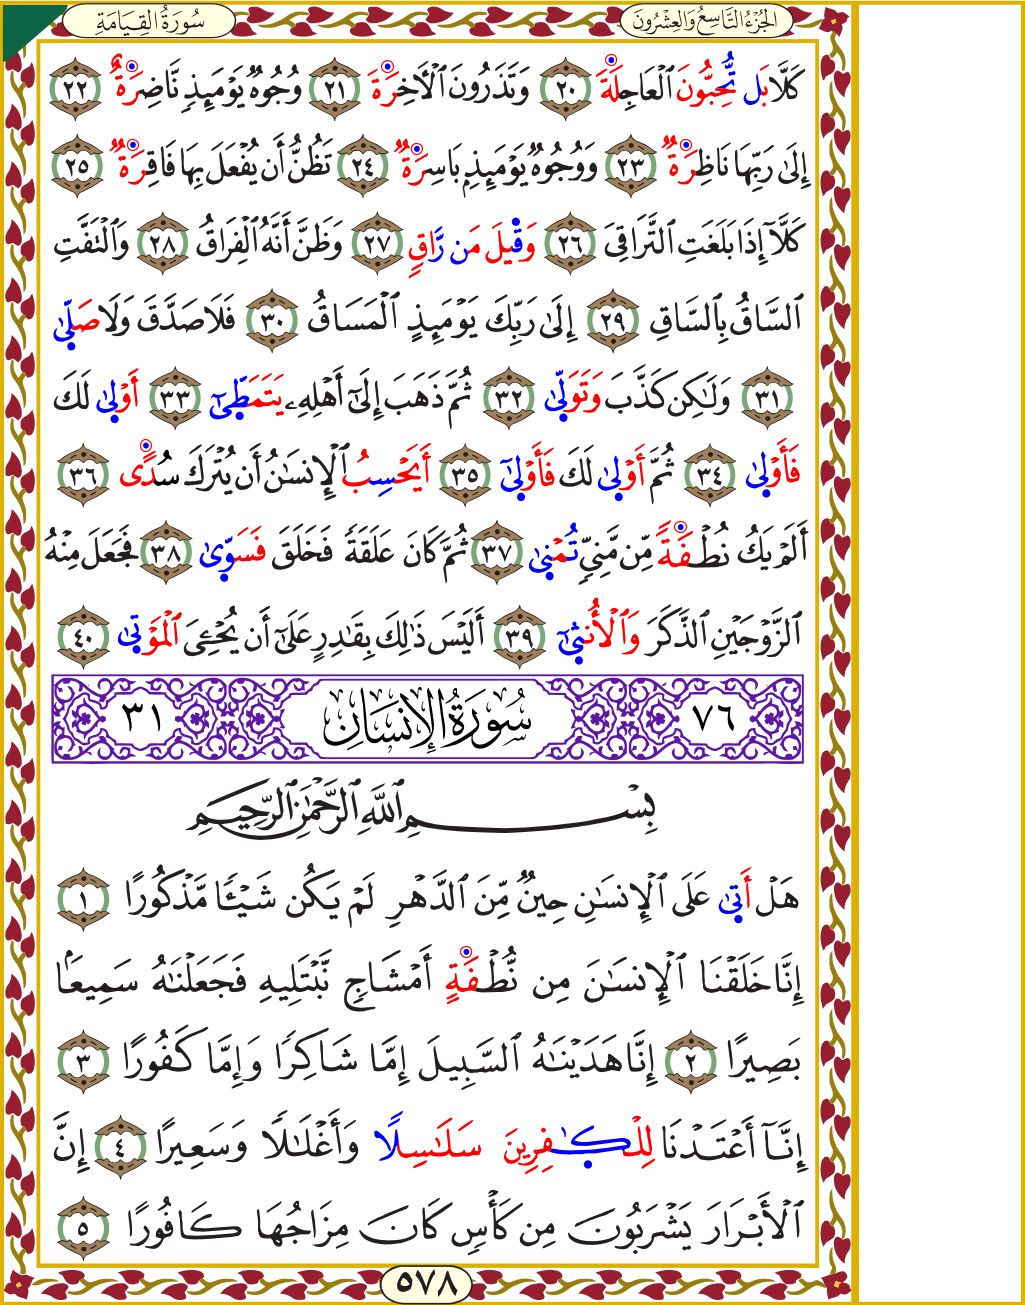 الجُزْءُ التَّاسِعُ وَالعِشْرُونَ
سُورَةُ القِيَامَةِ
كَلَّا بَل تُّحِبُّونَ ٱلْعَاجِلَةَ ٢٠ وَتَذَرُونَ ٱلْأَخِرَةَ ٢١ وُجُوهٌ يَوْمَئِذٍ نَّاضِرَةٌ ٢٢
إِلَىٰ رَبِّهَا نَاظِرَةٌ ٢٣ وَوُجُوهٌ يَوْمَئِذٍ بَاسِرَةٌ ٢٤ تَظُنُّ أَن يُفْعَلَ بِهَا فَاقِرَةٌ ٢٥
كَلَّآ إِذَا بَلَغَتِ ٱلتَّرَاقِىَ ٢٦ وَقِيلَ مَن رَّاقٍ ٢٧ وَظَنَّ أَنَّهُ ٱلْفِرَاقُ ٢٨ وَٱلْتَفَّتِ
ٱلسَّاقُ بِٱلسَّاقِ ٢٩ إِلَىٰ رَبِّكَ يَوْمَئِذٍ ٱلْمَسَاقُ ٣٠ فَلَا صَدَّقَ وَلَا صَلَّىٰ
٣١ وَلَـٰكِن كَذَّبَ وَتَوَلَّىٰ ٣٢ ثُمَّ ذَهَبَ إِلَىٰٓ أَهْلِهِۦ يَتَمَطَّىٰٓ ٣٣ أَوْلَىٰ لَكَ
فَأَوْلَىٰ ٣٤ ثُمَّ أَوْلَىٰ لَكَ فَأَوْلَىٰٓ ٣٥ أَيَحْسِبُ ٱلْإِنسَـٰنُ أَن يُتْرَكَ سُدًى ٣٦
أَلَمْ يَكُ نُطْفَةً مِّن مَّنِىٍّ تُمْنَىٰ ٣٧ ثُمَّ كَانَ عَلَقَةً فَخَلَقَ فَسَوَّىٰ ٣٨ فَجَعَلَ مِنْهُ
ٱلزَّوْجَيْنِ ٱلذَّكَرَ وَٱلْأُنثَىٰٓ ٣٩ أَلَيْسَ ذَٰلِكَ بِقَـٰدِرٍ عَلَىٰٓ أَن يُحْـِۧىَ ٱلْمَوْتَىٰ ٤٠
٧٦ سُورَةُ الإِنسَانِ ٣١
بِسْمِ ٱللَّهِ ٱلرَّحْمَـٰنِ ٱلرَّحِيمِ
هَلْ أَتَىٰ عَلَى ٱلْإِنسَـٰنِ حِينٌ مِّنَ ٱلدَّهْرِ لَمْ يَكُن شَيْـًٔا مَّذْكُورًا ١
إِنَّا خَلَقْنَا ٱلْإِنسَـٰنَ مِن نُّطْفَةٍ أَمْشَاجٍ نَّبْتَلِيهِ فَجَعَلْنَـٰهُ سَمِيعًۢا
بَصِيرًا ٢ إِنَّا هَدَيْنَـٰهُ ٱلسَّبِيلَ إِمَّا شَاكِرًا وَإِمَّا كَفُورًا ٣
إِنَّآ أَعْتَدْنَا لِلْكَـٰفِرِينَ سَلَـٰسِلًا وَأَغْلَـٰلًا وَسَعِيرًا ٤ إِنَّ
ٱلْأَبْرَارَ يَشْرَبُونَ مِن كَأْسٍ كَانَ مِزَاجُهَا كَافُورًا ٥
٥٧٨